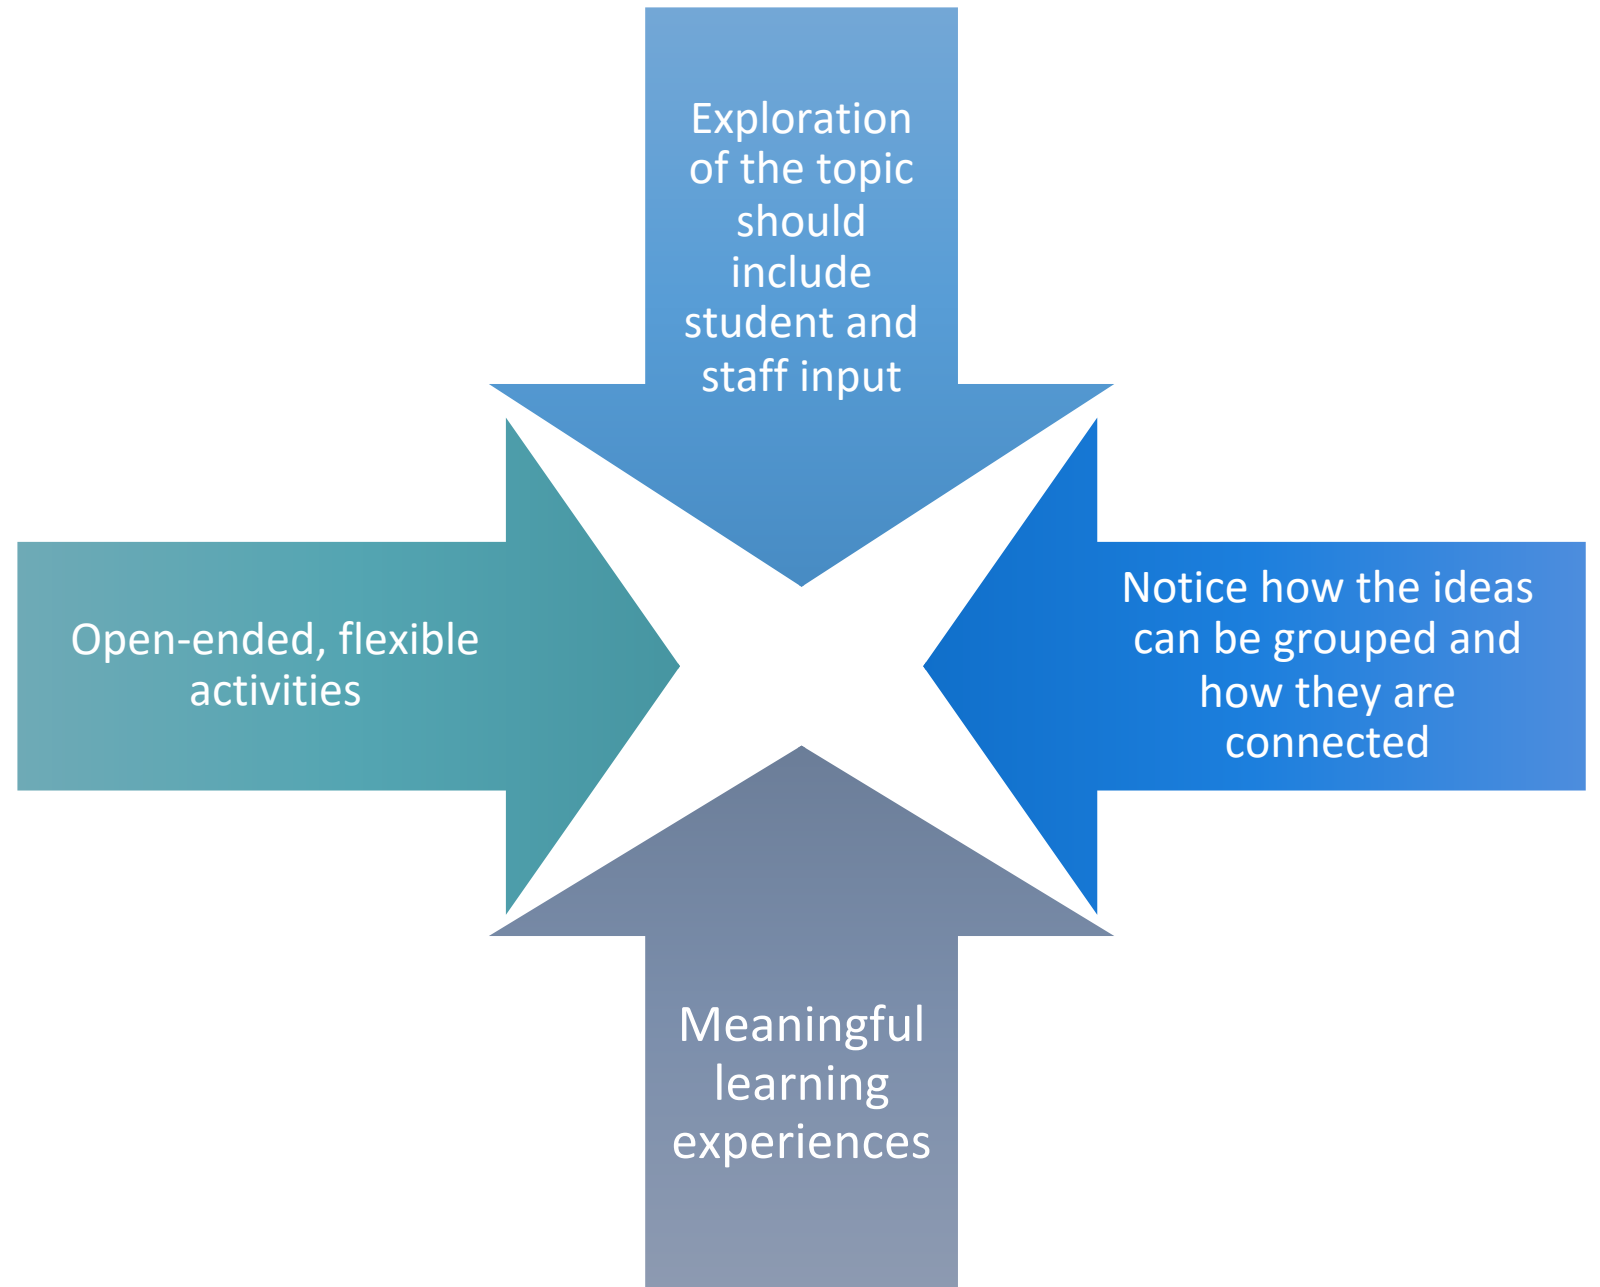 Exploration
of the topic
should
include
student and
staff input
Open-ended, flexible
activities
Notice how the ideas
can be grouped and
how they are
connected
Meaningful
learning
experiences